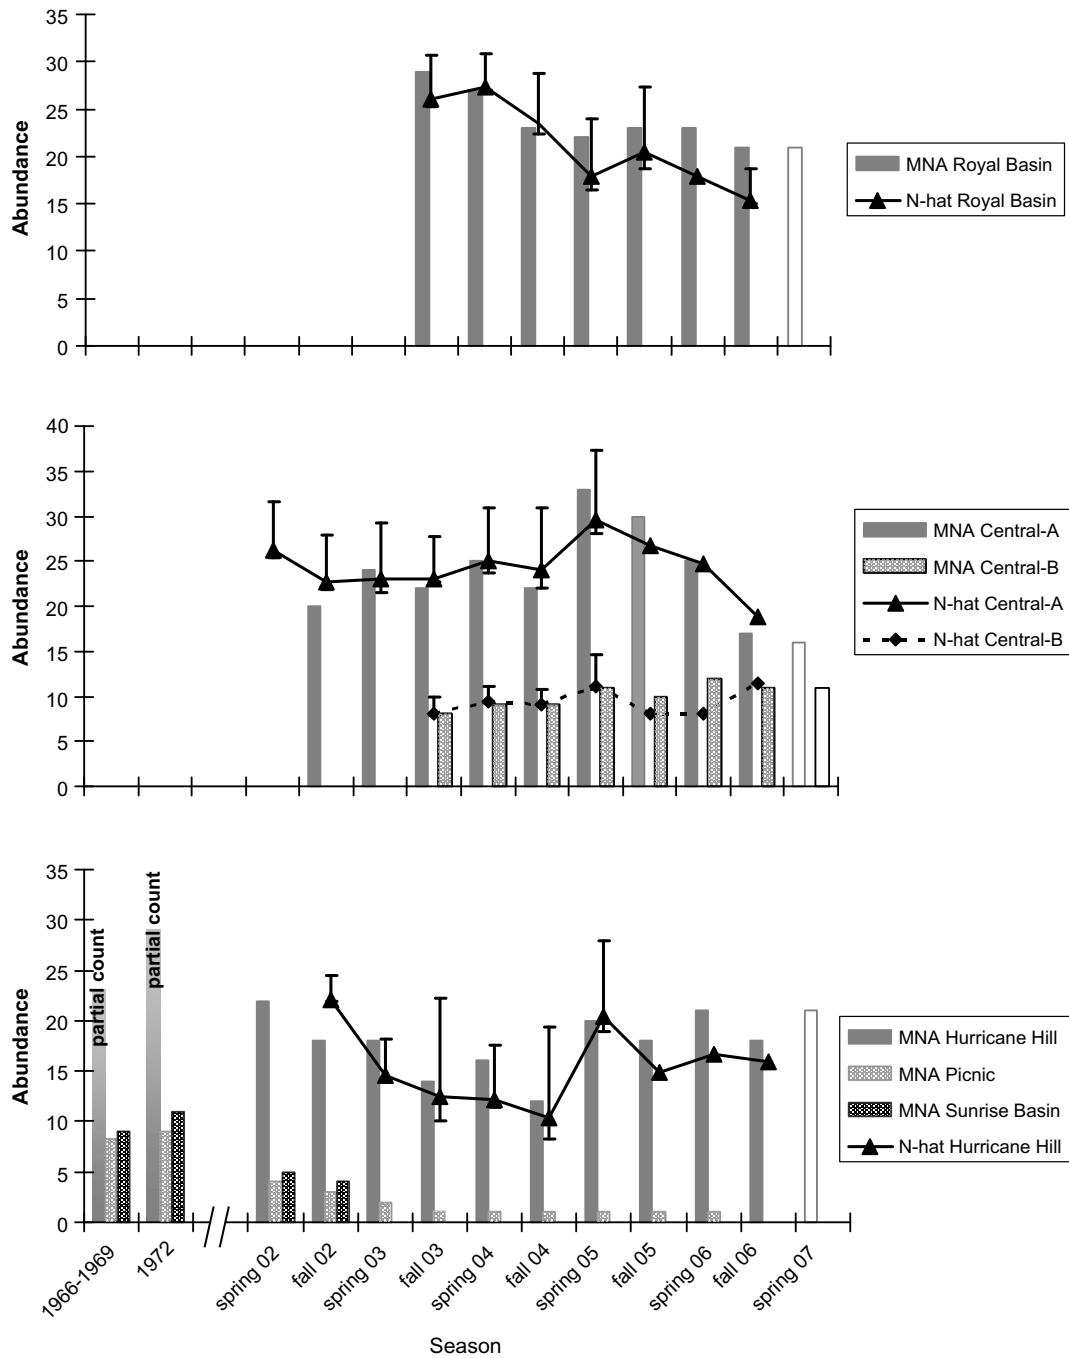 35
30
25
20
15
10
5
0
Abundance
MNA Royal Basin
N-hat Royal Basin
40
35
30
25
20
15
10
5
0
Abundance
MNA Central-A
MNA Central-B
N-hat Central-A
N-hat Central-B
35
30
25
20
15
10
5
0
Abundance
partial count
partial count
MNA Hurricane Hill
MNA Picnic
MNA Sunrise Basin
N-hat Hurricane Hill
1966-1969
1972
spring 02
fall 02
spring 03
fall 03
spring 04
fall 04
spring 05
fall 05
spring 06
fall 06
spring 07
Season